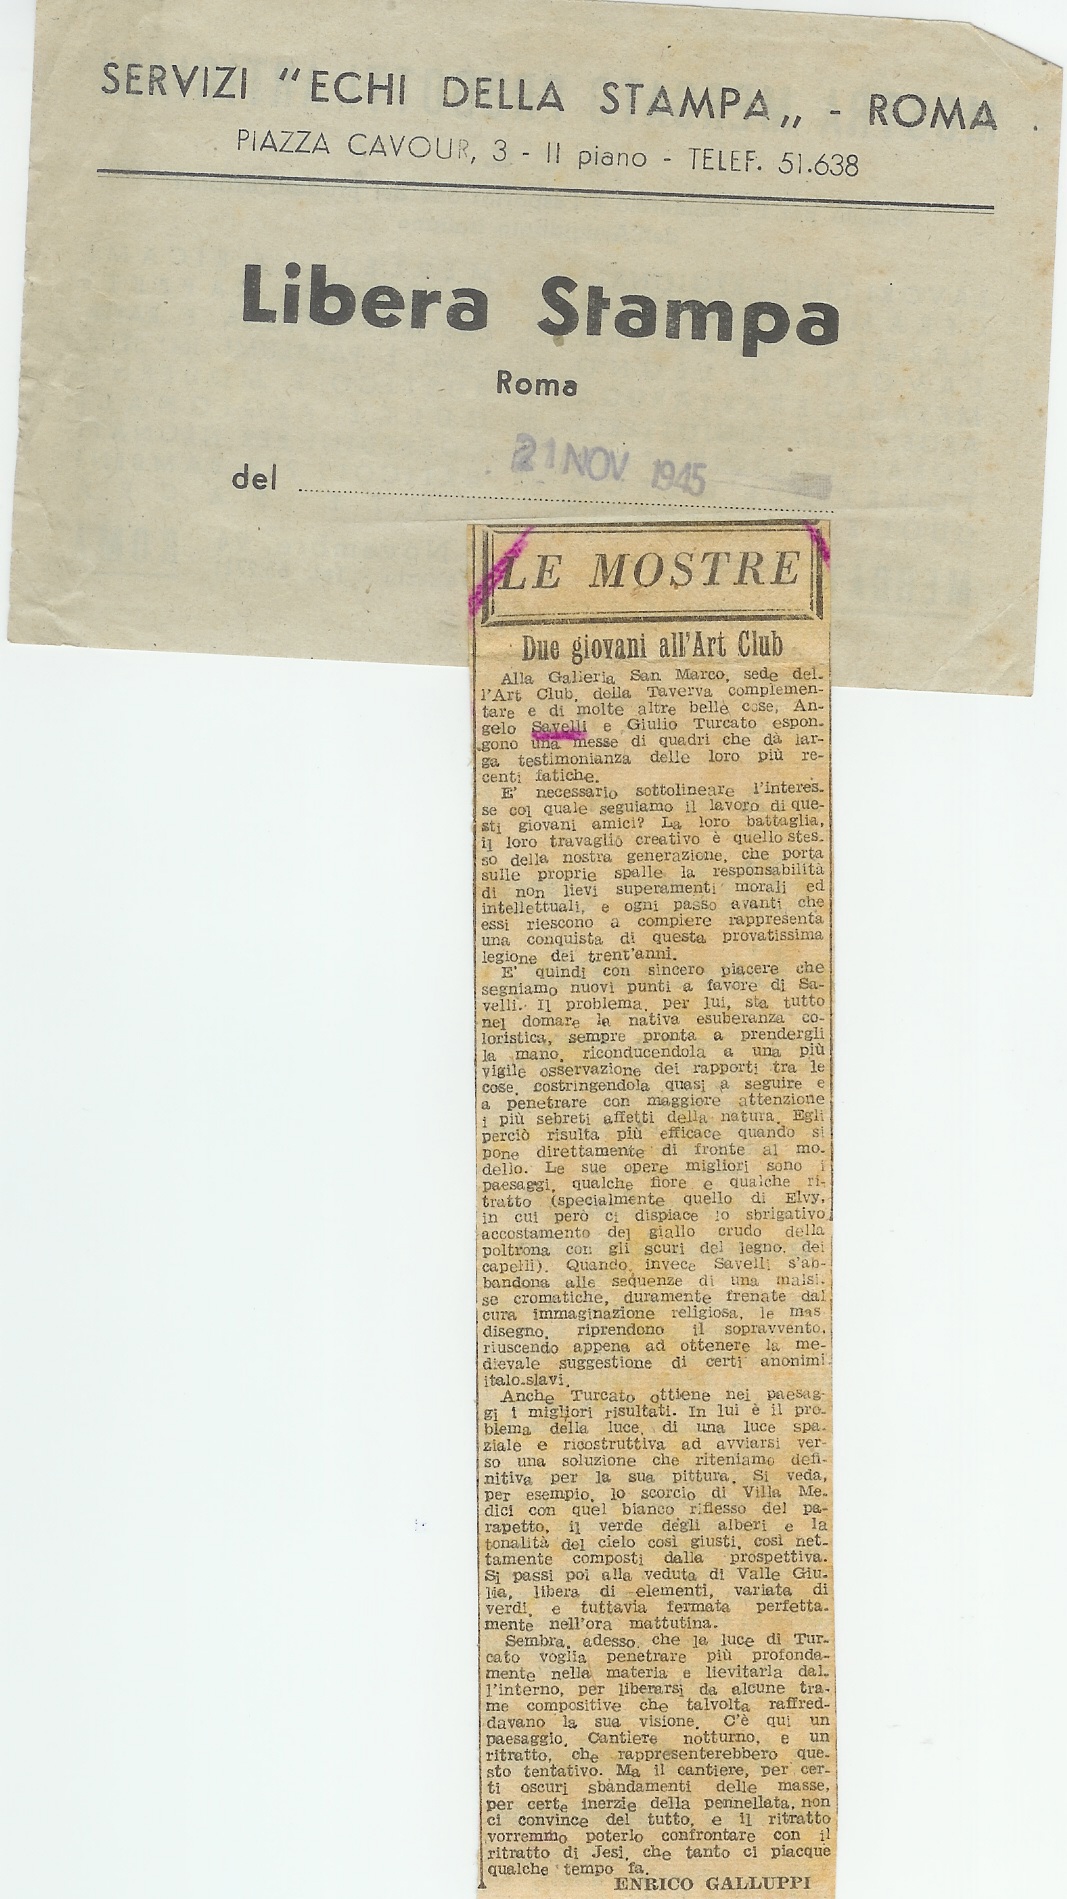 SERVIZI "ECHI DELLA STAMPA„ - ROMA
PIAZZA CAVOUR, 3 - II piano - TELEF. 51.638
Libera Stampa
Roma
del 21 NOV. 1945
LE MOSTRE
Due giovani all'Art Club
Alla Galleria San Marco, sede del-
l'Art Club, della Taverva complemen-
tare e di molte altre belle cose, An-
gelo Savelli e Giulio Turcato espon-
gono una messe di quadri che dà lar-
ga testimonianza delle loro più re-
centi fatiche.
E' necessario sottolineare l'interes-
se col quale seguiamo il lavoro di que-
sti giovani amici? La loro battaglia,
il loro travaglio creativo è quello stes-
so della nostra generazione, che porta
sulle proprie spalle la responsabilità
di non lievi superamenti morali ed
intellettuali, e ogni passo avanti che
essi riescono a compiere rappresenta
una conquista di questa provatissima
legione dei trent'anni.
E' quindi con sincero piacere che
segniamo nuovi punti a favore di Sa-
velli. Il problema, per lui, sta tutto
nel domare la nativa esuberanza co-
loristica, sempre pronta a prendergli
la mano, riconducendola a una più
vigile osservazione dei rapporti tra le
cose, costringendola quasi a seguire e
a penetrare con maggiore attenzione
i più sebreti affetti della natura. Egli
perciò risulta più efficace quando si
pone direttamente di fronte al mo-
dello. Le sue opere migliori sono i
paesaggi, qualche fiore e qualche ri-
tratto (specialmente quello di Elvy,
in cui però ci dispiace lo sbrigativo
accostamento del giallo crudo della
poltrona con gli scuri del legno, dei
capelli). Quando invece Savelli s'ab-
bandona alle sequenze di una malsi-
se cromatiche, duramente frenate dal
cura immaginazione religiosa, le mas
disegno, riprendono il sopravvento,
riuscendo appena ad ottenere la me-
dievale suggestione di certi anonimi
italo-slavi.
Anche Turcato ottiene nei paesag-
gi i migliori risultati. In lui è il pro-
blema della luce, di una luce spa-
ziale e ricostruttiva ad avviarsi ver-
so una soluzione che riteniamo defi-
nitiva per la sua pittura. Si veda,
per esempio, lo scorcio di Villa Me-
dici con quel bianco riflesso del pa-
rapetto, il verde degli alberi e la
tonalità del cielo così giusti, così net-
tamente composti dalla prospettiva.
Si passi poi alla veduta di Valle Giu-
lia, libera di elementi, variata di
verdi, e tuttavia fermata perfetta-
mente nell'ora mattutina.
Sembra, adesso, che la luce di Tur-
cato voglia penetrare più profonda-
mente nella materia e lievitarla dal-
l'interno, per liberarsi da alcune tra-
me compositive che talvolta raffred-
davano la sua visione. C'è qui un
paesaggio, Cantiere notturno, e un
ritratto, che rappresenterebbero que-
sto tentativo. Ma il cantiere, per cer-
ti oscuri sbandamenti delle masse,
per certe inerzie della pennellata, non
ci convince del tutto, e il ritratto
vorremmo poterlo confrontare con il
ritratto di Jesi, che tanto ci piacque
qualche tempo fa.
ENRICO GALLUPPI